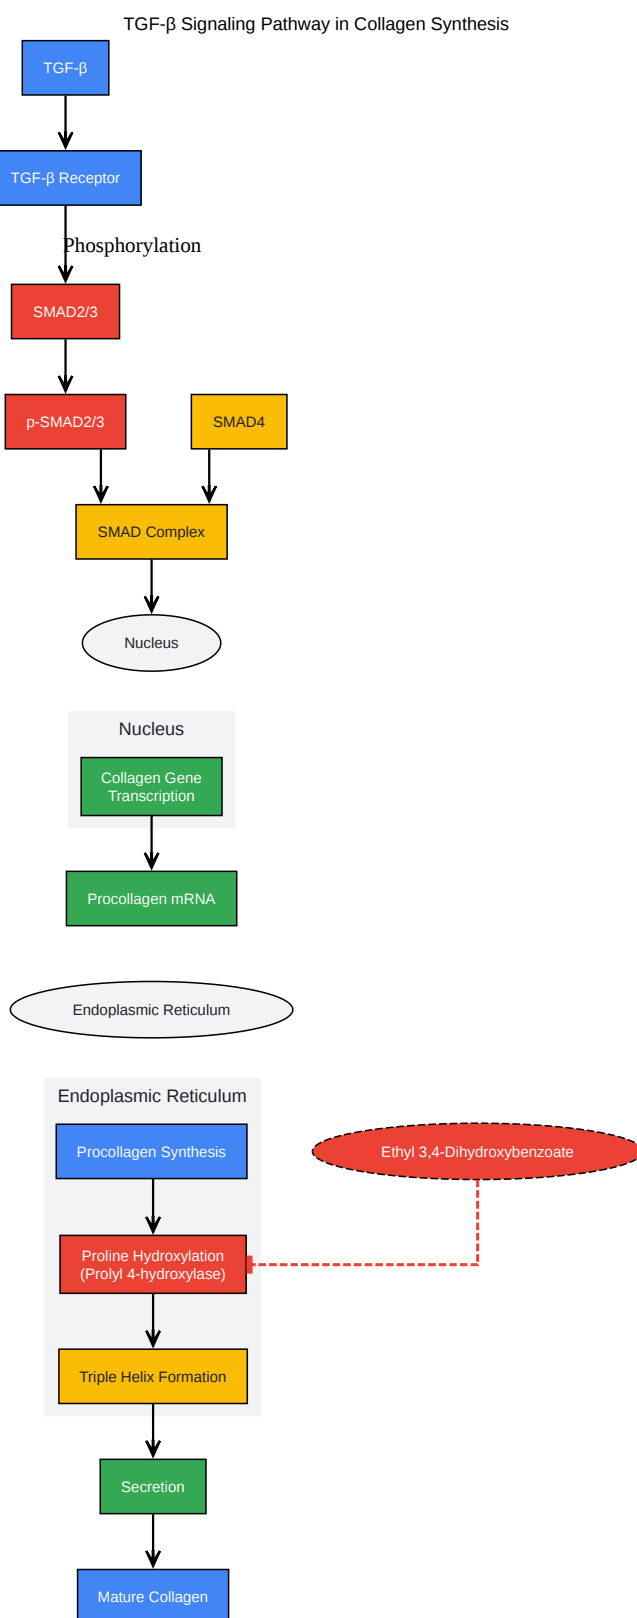 TGF-β Signaling Pathway in Collagen Synthesis
TGF-β
TGF-β Receptor
Phosphorylation
SMAD2/3
p-SMAD2/3
SMAD4
SMAD Complex
Nucleus
Nucleus
Collagen Gene
Transcription
Procollagen mRNA
Endoplasmic Reticulum
Endoplasmic Reticulum
Procollagen Synthesis
Ethyl 3,4-Dihydroxybenzoate
Proline Hydroxylation
(Prolyl 4-hydroxylase)
Triple Helix Formation
Secretion
Mature Collagen